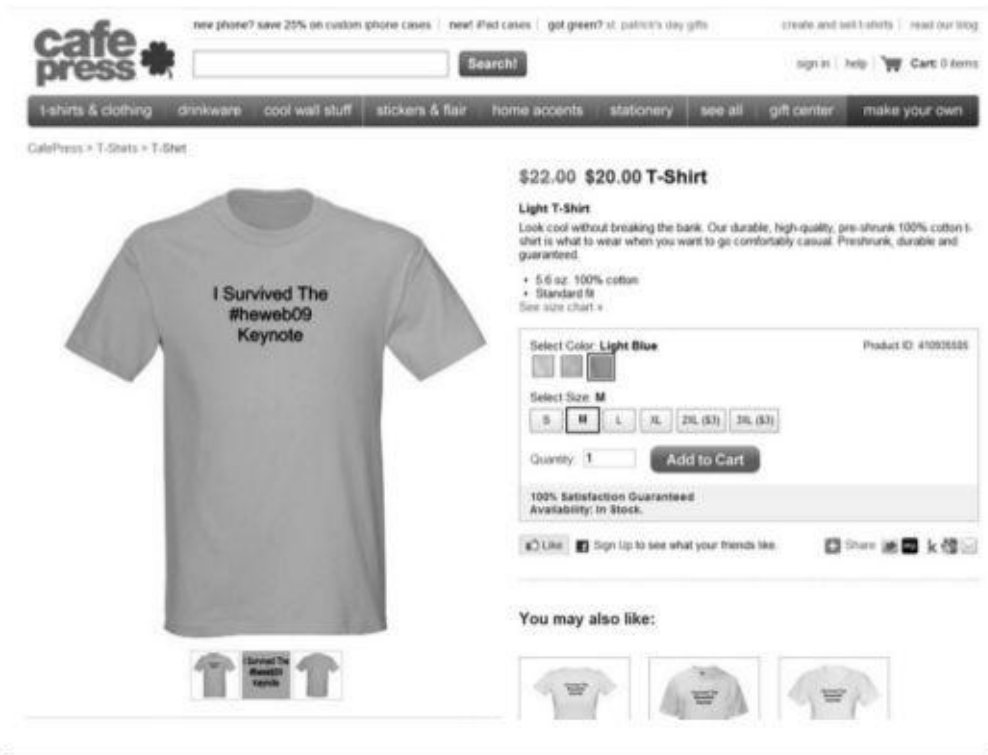 new phone? save 25% on custom iphone cases | new! iPad cases | got green? st. patrick's day gifts
create and sell t-shirts | read our blog
cafe
press
Search!
sign in | help | Cart: 0 items
t-shirts & clothing drinkware cool wall stuff stickers & flair home accents stationery see all gift center make your own
CafePress > T-Shirts > T-Shirt
$22.00 $20.00 T-Shirt
Light T-Shirt
Look cool without breaking the bank. Our durable, high-quality, pre-shrunk 100% cotton t-
shirt is what to wear when you want to go comfortably casual. Preshrunk, durable and
guaranteed.
• 5.6 oz. 100% cotton
• Standard fit
See size chart »
I Survived The
#heweb09
Keynote
Select Color: Light Blue
Product ID:
Select Size: M
S M L XL 2XL ($3) 3XL ($3)
Quantity: 1 Add to Cart
100% Satisfaction Guaranteed
Availability: In Stock.
Like Sign Up to see what your friends like.
Share
You may also like:
I Survived The
#heweb09
Keynote